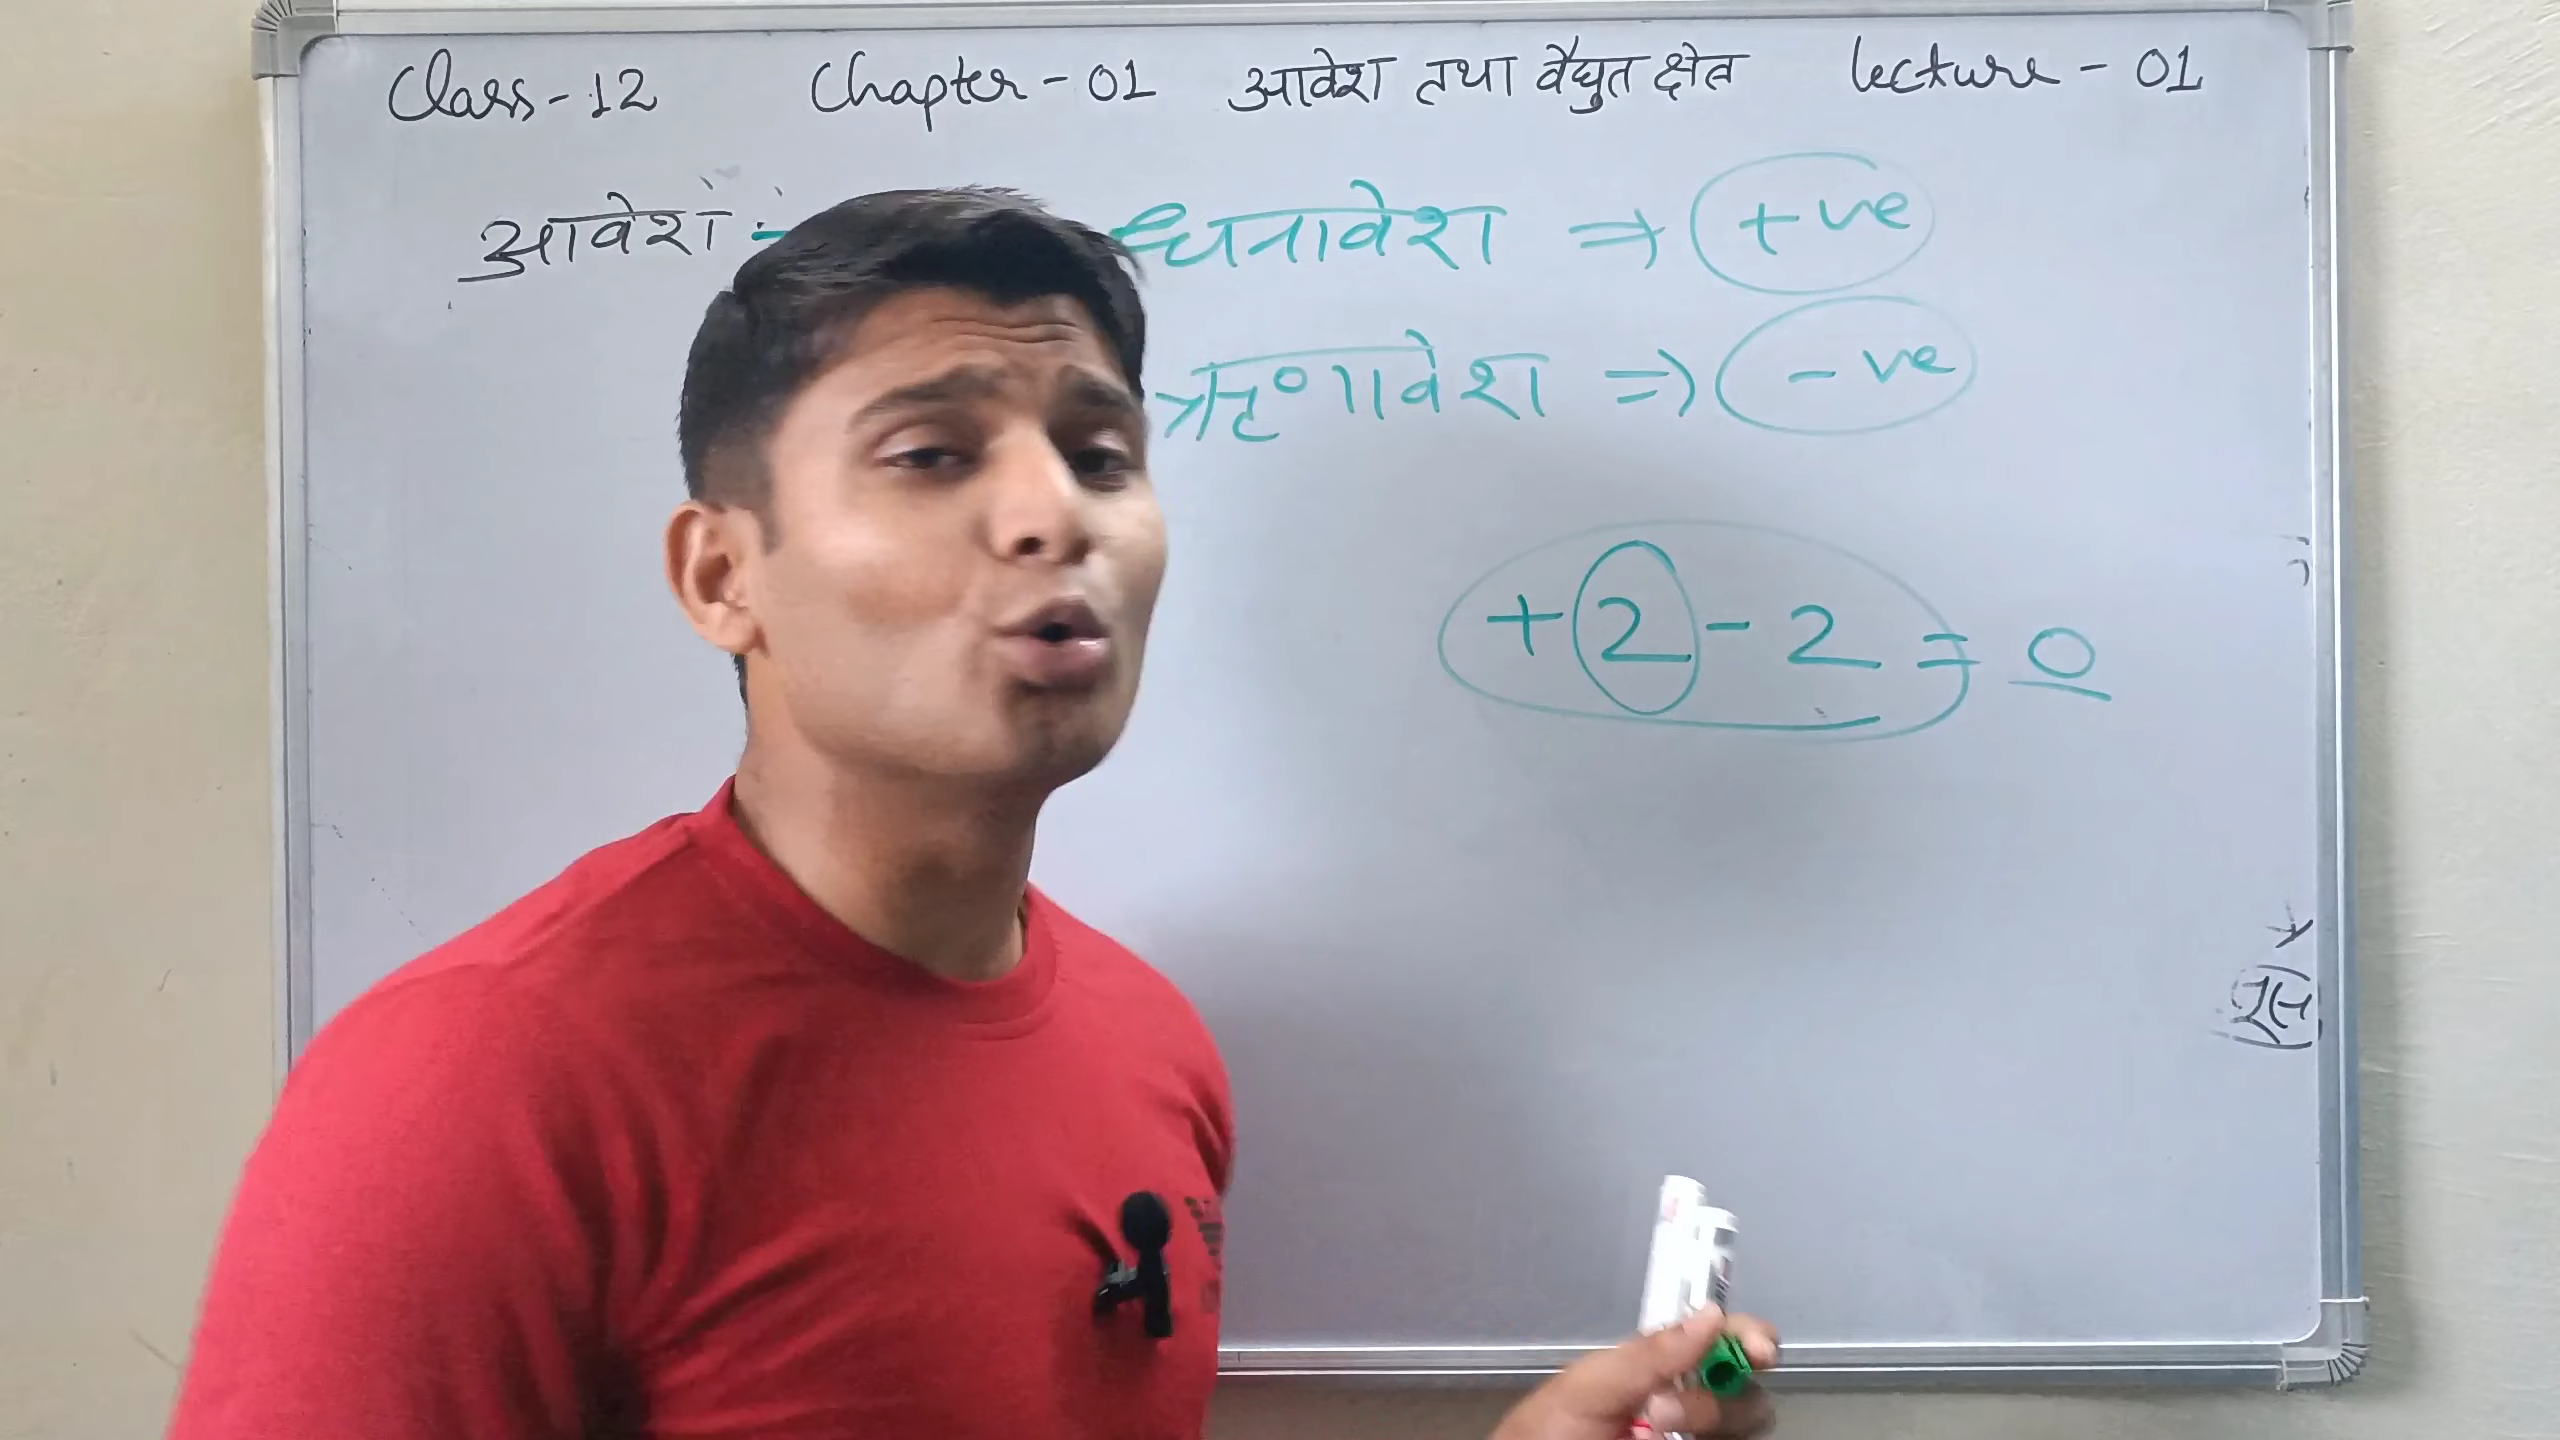 Class-12 Chapter-01 आवेश तथा वैद्युत क्षेत्र lecture-01
आवेश :- धनावेश ⇒ +ve
ऋणावेश ⇒ -ve
+2-2=0